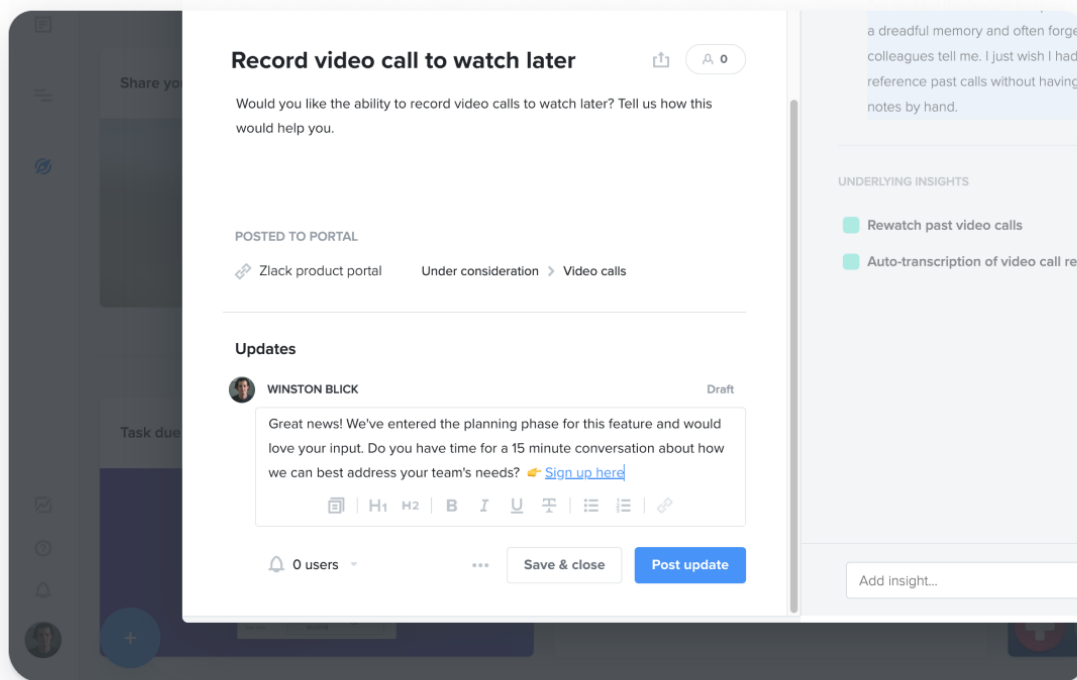 Share yo
Task due
Record video call to watch later
0
Would you like the ability to record video calls to watch later? Tell us how this
would help you.
POSTED TO PORTAL
Zlack product portal
Under consideration > Video calls
Updates
WINSTON BLICK
Draft
Great news! We've entered the planning phase for this feature and would
love your input. Do you have time for a 15 minute conversation about how
we can best address your team's needs? 👉 Sign up here
H1 H2 B I U T
0 users
Save & close
Post update
a dreadful memory and often forge
colleagues tell me. I just wish I had
reference past calls without having
notes by hand.
UNDERLYING INSIGHTS
Rewatch past video calls
Auto-transcription of video call re
Add insight...